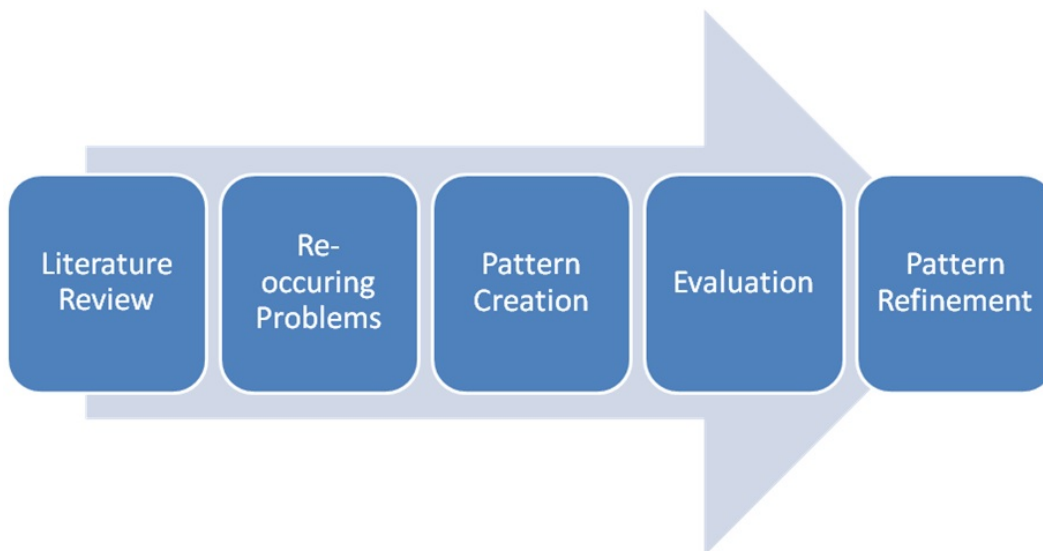 Literature
Review
Re-
occuring
Problems
Pattern
Creation
Evaluation
Pattern
Refinement